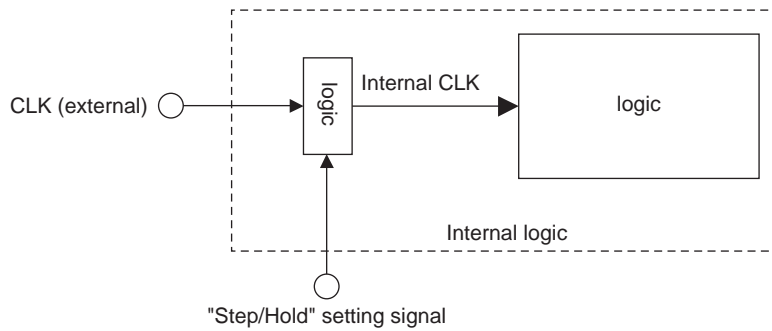 Internal CLK
logic
CLK (external)
logic
Internal logic
"Step/Hold" setting signal